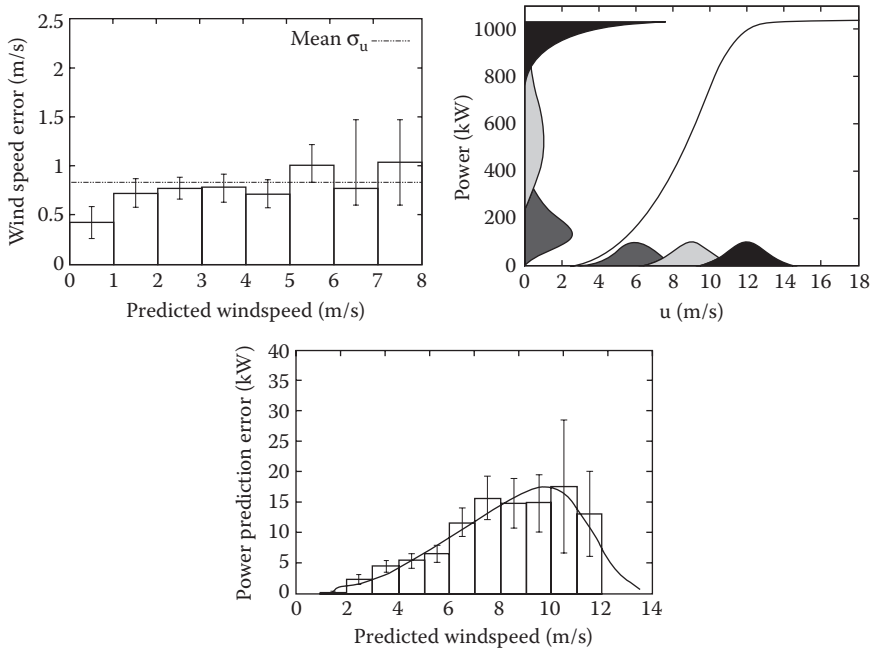 Wind speed error (m/s)
2.5
2
1.5
1
0.5
0
Mean σu
0 1 2 3 4 5 6 7 8
Predicted windspeed (m/s)
Power (kW)
1000
800
600
400
200
0
0 2 4 6 8 10 12 14 16 18
u (m/s)
Power prediction error (kW)
40
35
30
25
20
15
10
5
0
0 2 4 6 8 10 12 14
Predicted windspeed (m/s)